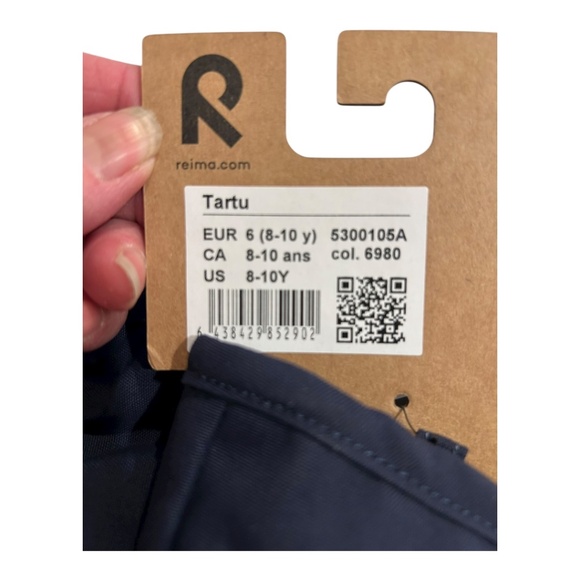 R
reima.com
Tartu
EUR 6 (8-10 y) 5300105A
CA 8-10 ans col. 6980
US 8-10Y
6 438429 852902